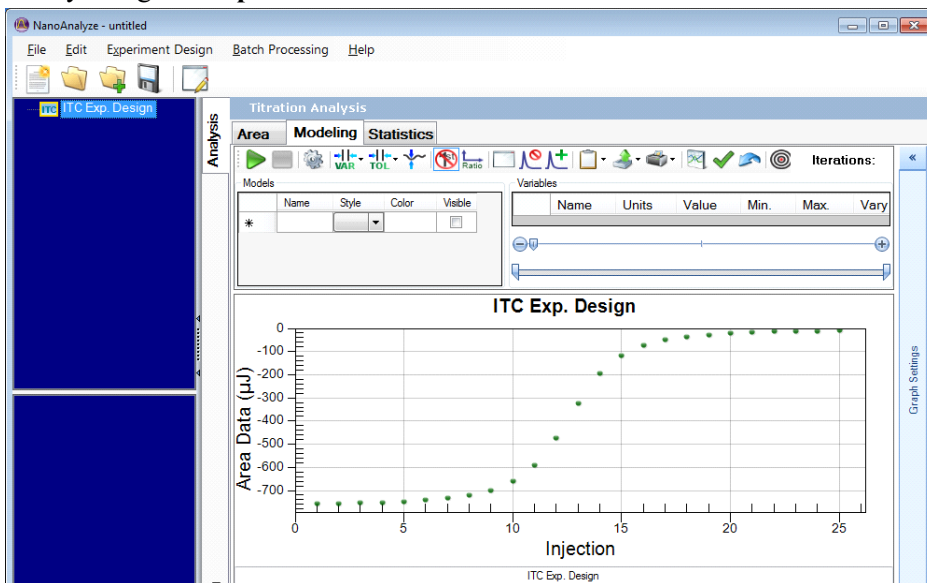 NanoAnalyze - untitled
File Edit Experiment Design Batch Processing Help
ITC ITC Exp. Design
Analysis
Titration Analysis
Area Modeling Statistics
VAR TOL 1st Ratio Iterations: «
Models
Name Style Color Visible
*
Variables
Name Units Value Min. Max. Vary
Graph Settings
ITC Exp. Design
Area Data (µJ)
0
-100
-200
-300
-400
-500
-600
-700
0 5 10 15 20 25
Injection
ITC Exp. Design